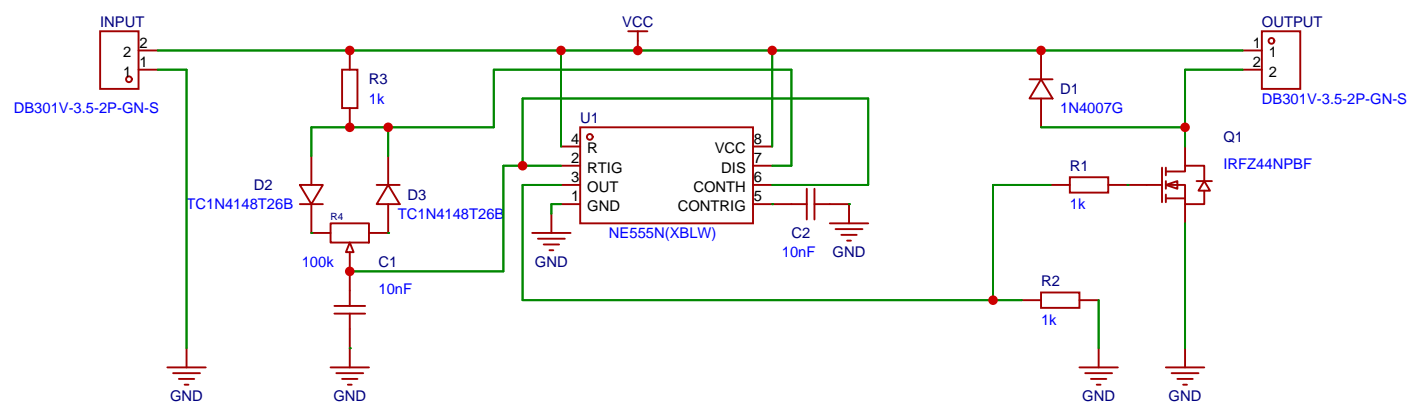 INPUT
2
2
1
1
DB301V-3.5-2P-GN-S
GND
R3
1k
D2
TC1N4148T26B
D3
TC1N4148T26B
R4
100k
C1
10nF
GND
VCC
U1
4
R
2
RTIG
3
OUT
1
GND
VCC
8
DIS
7
CONTH
6
CONTRIG
5
NE555N(XBLW)
GND
C2
10nF
GND
D1
1N4007G
OUTPUT
1
1
2
2
DB301V-3.5-2P-GN-S
Q1
IRFZ44NPBF
R1
1k
R2
1k
GND
GND